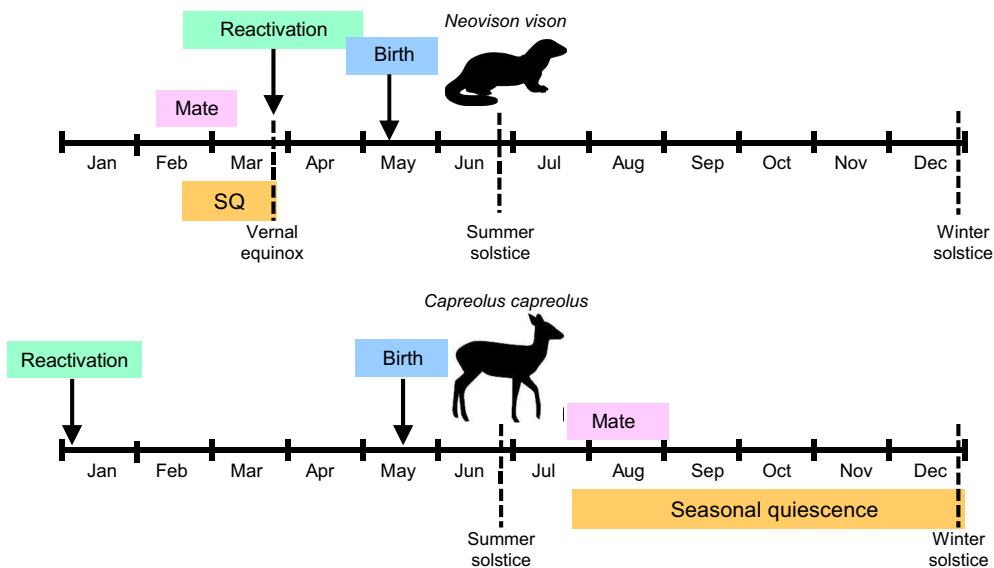 Neovison vison
Reactivation
Birth
Mate
Jan Feb Mar Apr May Jun Jul Aug Sep Oct Nov Dec
SQ
Vernal
equinox
Summer
solstice
Winter
solstice
Capreolus capreolus
Reactivation
Birth
Mate
Jan Feb Mar Apr May Jun Jul Aug Sep Oct Nov Dec
Seasonal quiescence
Summer
solstice
Winter
solstice